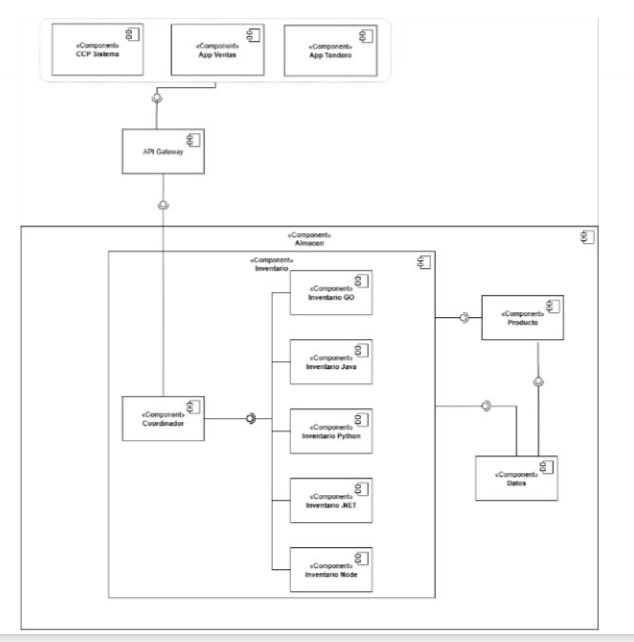 «Component»
CCP Sistema
«Component»
App Ventas
«Component»
App Tendero
API Gateway
«Component»
Almacen
«Component»
Inventario
«Component»
Inventario GO
«Component»
Producto
«Component»
Inventario Java
«Component»
Coordinador
«Component»
Inventario Python
«Component»
Datos
«Component»
Inventario .NET
«Component»
Inventario Node